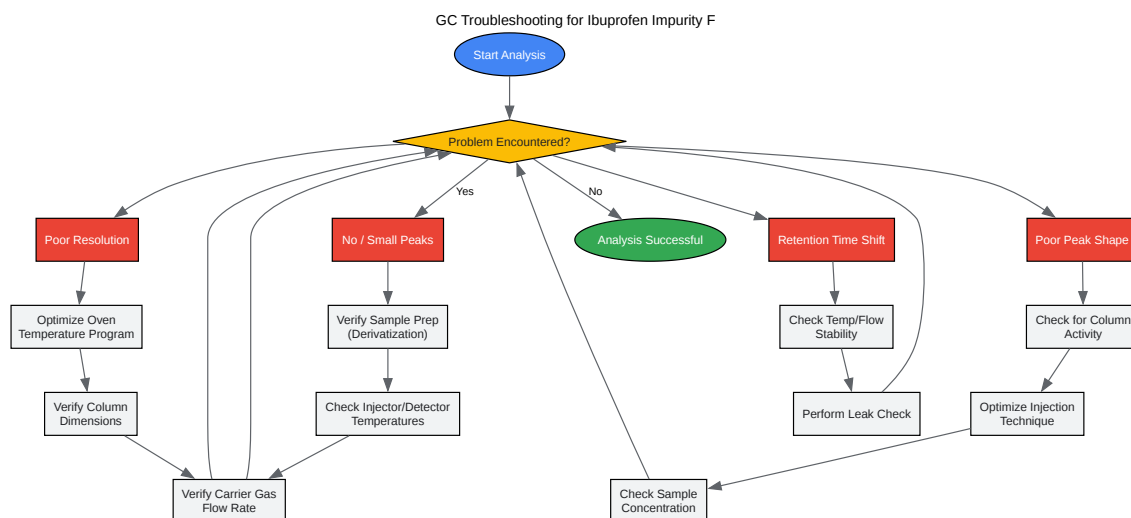 GC Troubleshooting for Ibuprofen Impurity F
Start Analysis
Problem Encountered?
Yes
No
Poor Resolution
No / Small Peaks
Analysis Successful
Retention Time Shift
Poor Peak Shape
Optimize Oven
Temperature Program
Verify Sample Prep
(Derivatization)
Check Temp/Flow
Stability
Check for Column
Activity
Verify Column
Dimensions
Check Injector/Detector
Temperatures
Perform Leak Check
Optimize Injection
Technique
Verify Carrier Gas
Flow Rate
Check Sample
Concentration